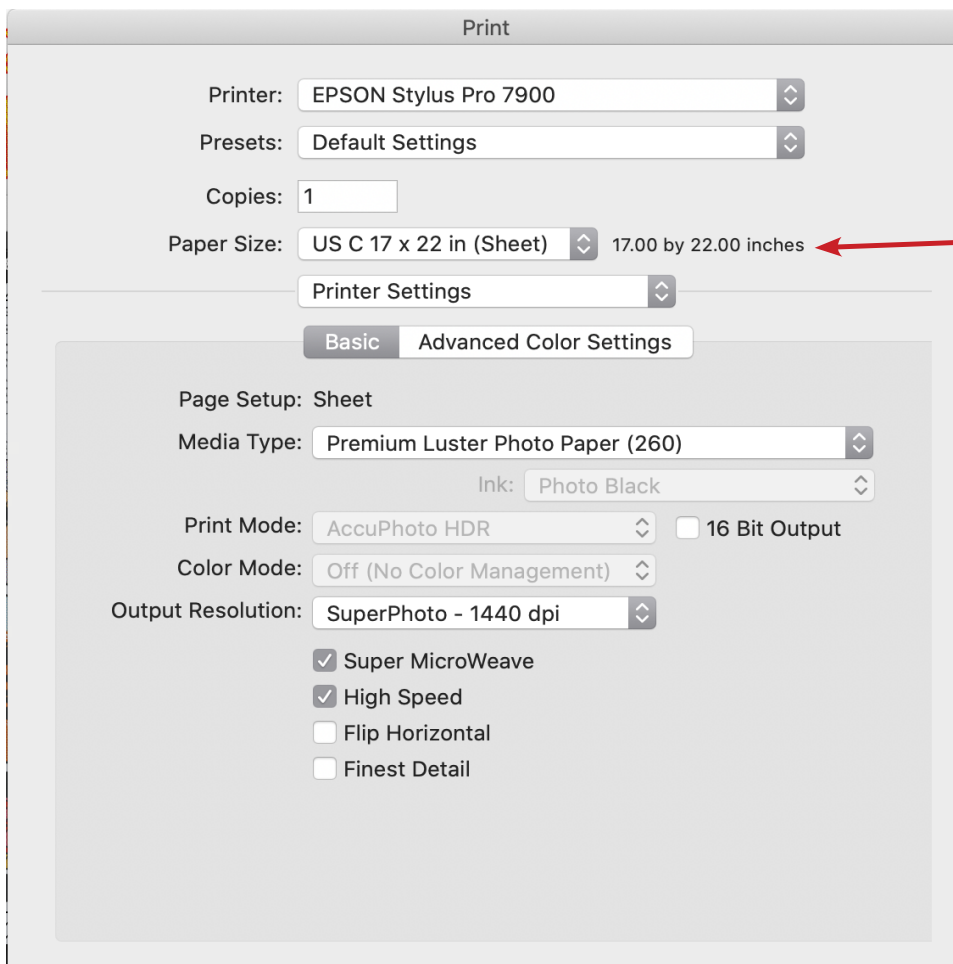 Print
Printer: EPSON Stylus Pro 7900
Presets: Default Settings
Copies: 1
Paper Size: US C 17 x 22 in (Sheet) 17.00 by 22.00 inches
Printer Settings
Basic Advanced Color Settings
Page Setup: Sheet
Media Type: Premium Luster Photo Paper (260)
Ink: Photo Black
Print Mode: AccuPhoto HDR 16 Bit Output
Color Mode: Off (No Color Management)
Output Resolution: SuperPhoto - 1440 dpi
Super MicroWeave
High Speed
Flip Horizontal
Finest Detail